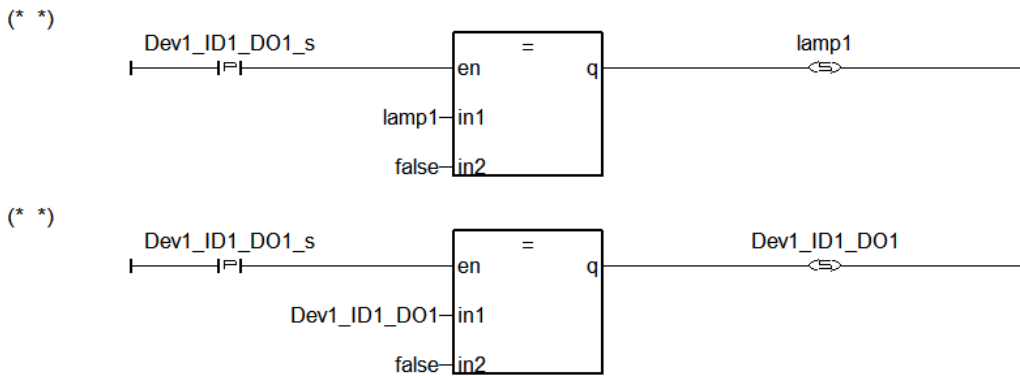 (* *)
Dev1_ID1_DO1_s
=
lamp1
P
en
q
S
lamp1
in1
false
in2
(* *)
Dev1_ID1_DO1_s
=
Dev1_ID1_DO1
P
en
q
S
Dev1_ID1_DO1
in1
false
in2